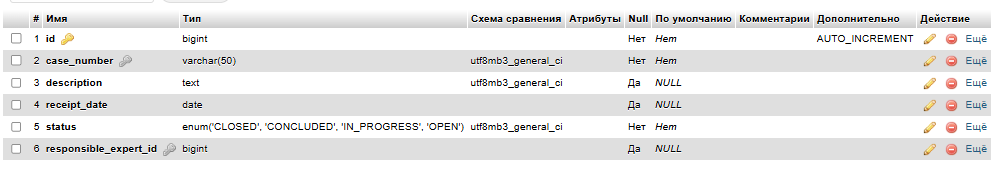 # Имя Тип Схема сравнения Атрибуты Null По умолчанию Комментарии Дополнительно Действие
1 id bigint Нет Нет AUTO_INCREMENT Ещё
2 case_number varchar(50) utf8mb3_general_ci Нет Нет Ещё
3 description text utf8mb3_general_ci Да NULL Ещё
4 receipt_date date Да NULL Ещё
5 status enum('CLOSED', 'CONCLUDED', 'IN_PROGRESS', 'OPEN') utf8mb3_general_ci Нет Нет Ещё
6 responsible_expert_id bigint Да NULL Ещё